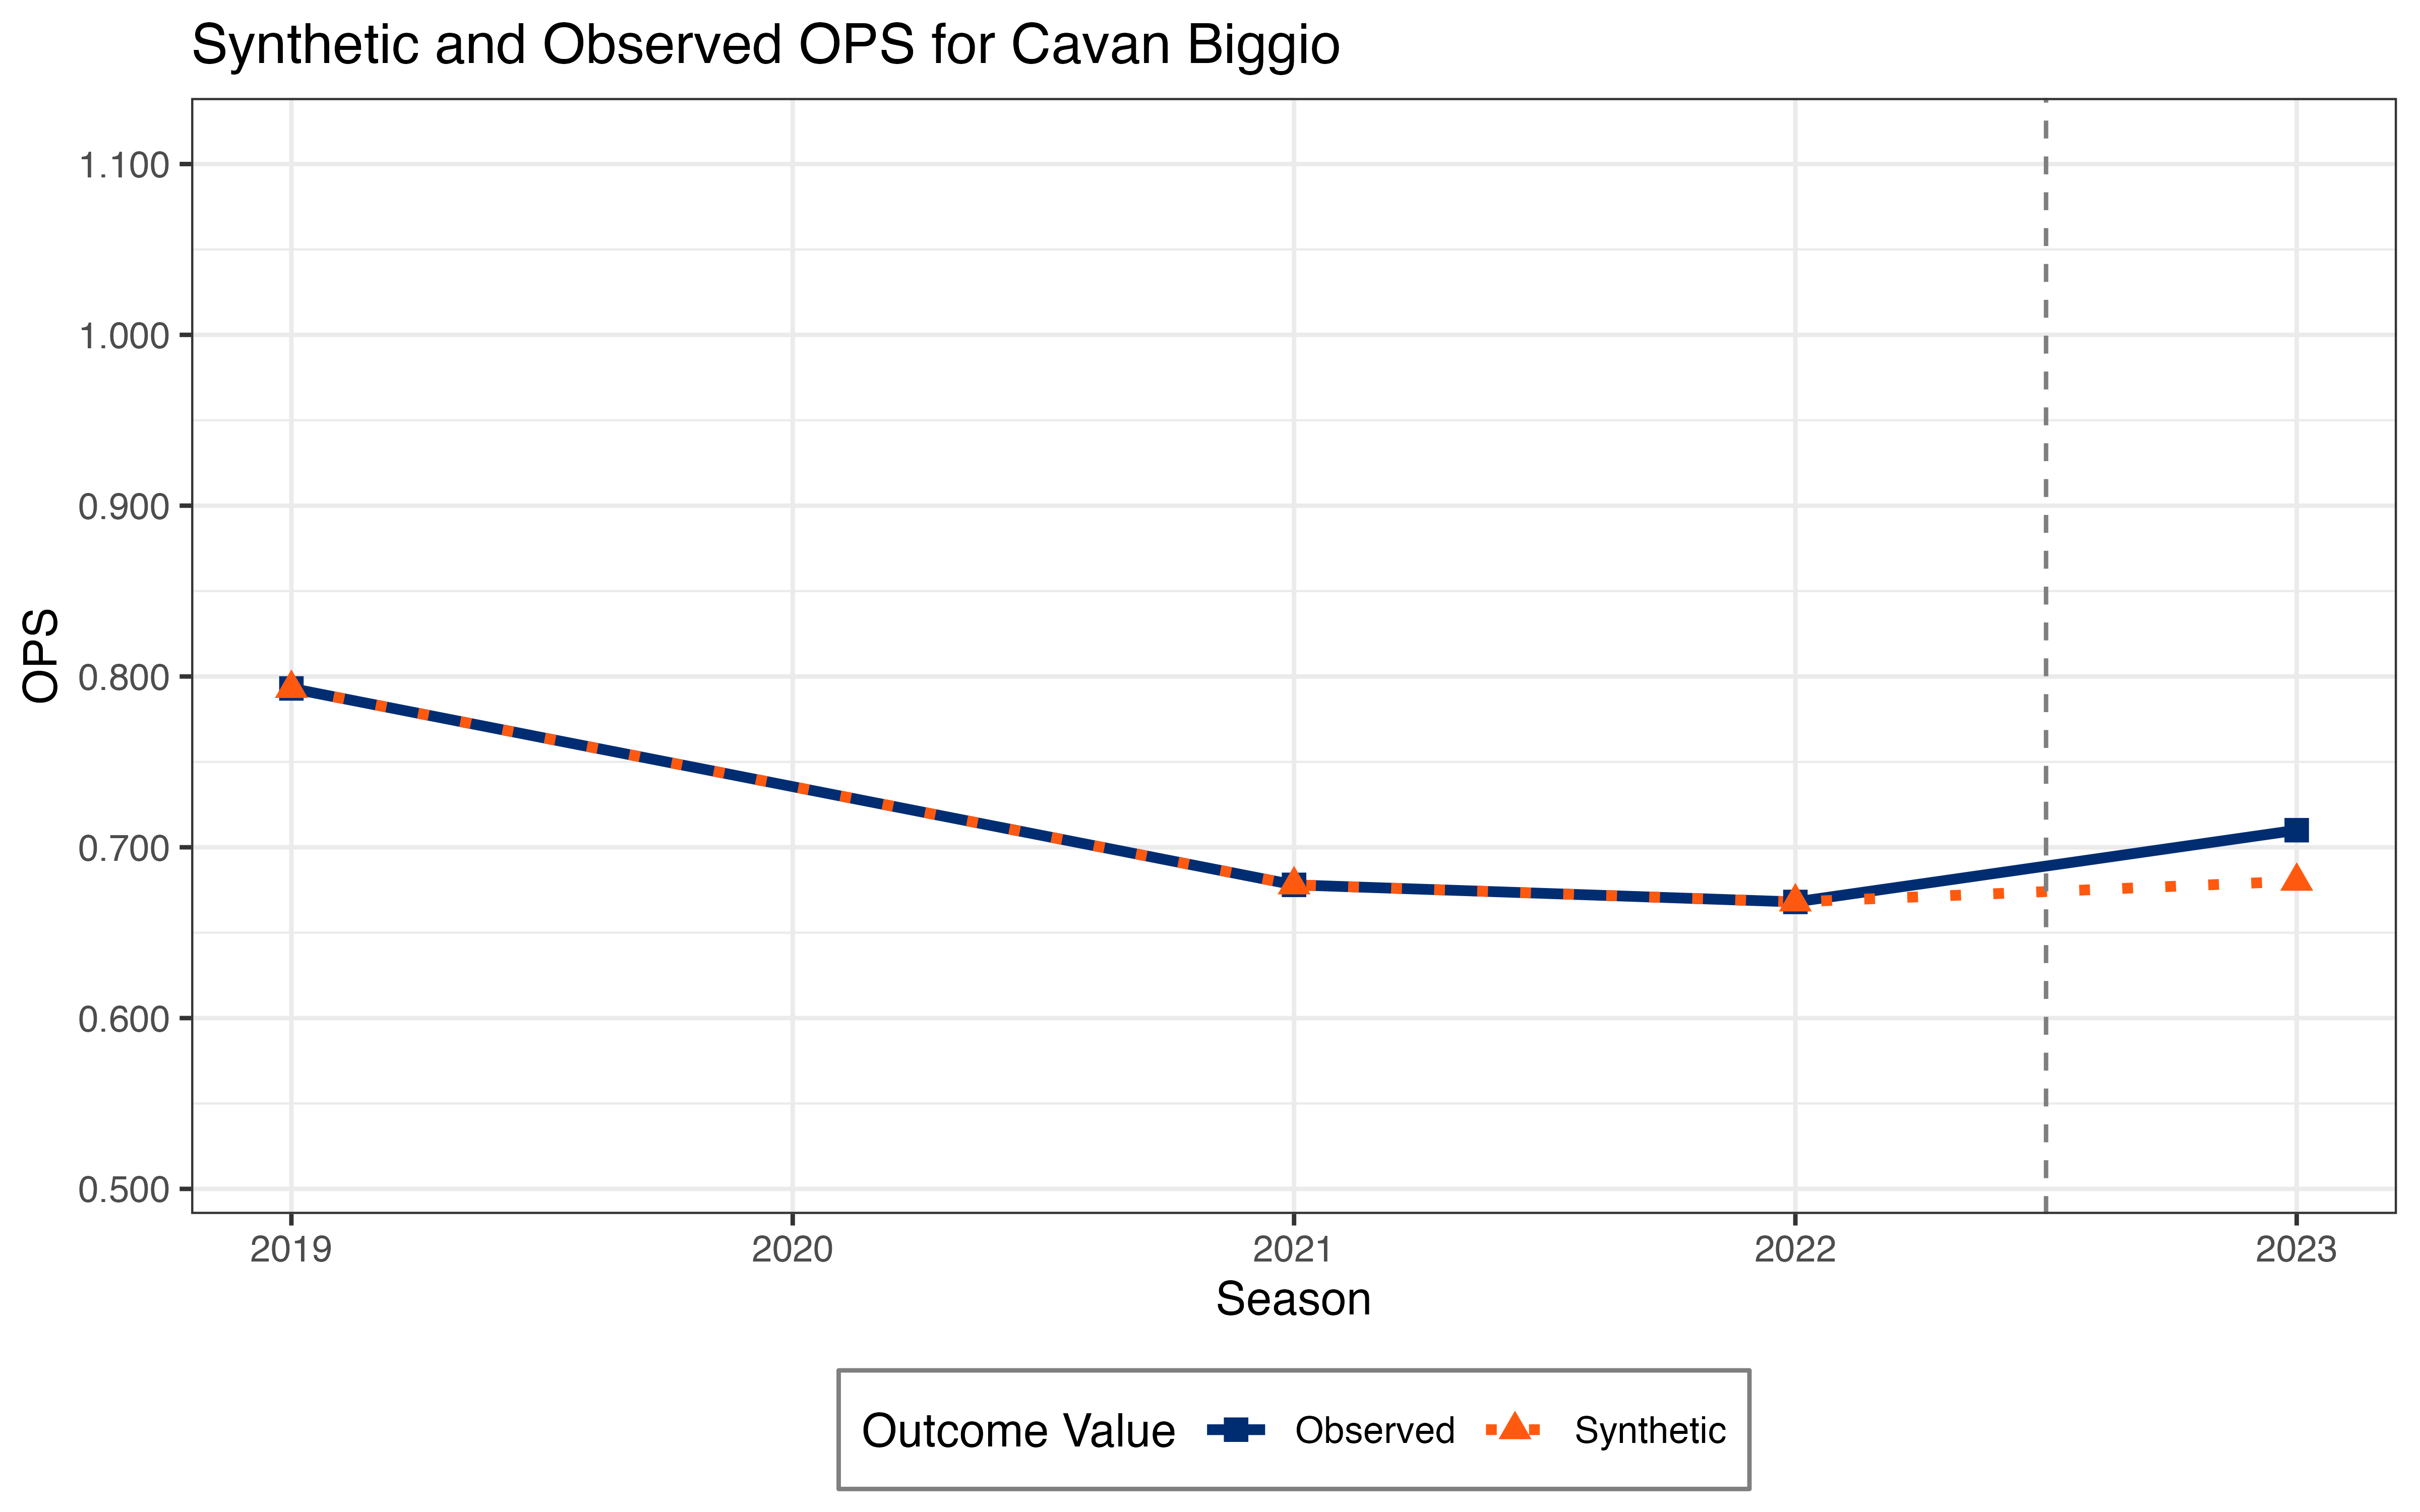 Synthetic and Observed OPS for Cavan Biggio
1.100
1.000
0.900
0.800
0.700
0.600
0.500
OPS
2019 2020 2021 2022 2023
Season
Outcome Value Observed Synthetic